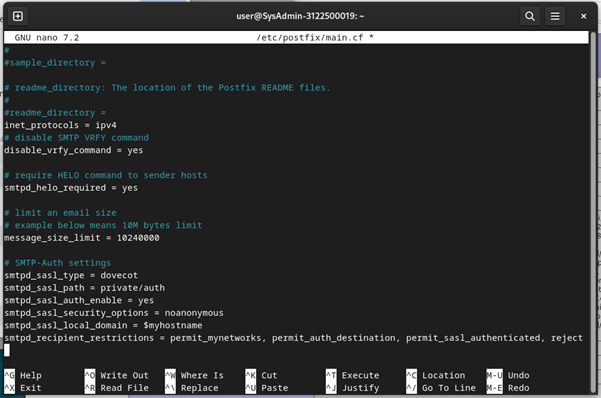 user@SysAdmin-3122500019: ~
GNU nano 7.2 /etc/postfix/main.cf *
#
#sample_directory =
# readme_directory: The location of the Postfix README files.
#
#readme_directory =
inet_protocols = ipv4
# disable SMTP VRFY command
disable_vrfy_command = yes
# require HELO command to sender hosts
smtpd_helo_required = yes
# limit an email size
# example below means 10M bytes limit
message_size_limit = 10240000
# SMTP-Auth settings
smtpd_sasl_type = dovecot
smtpd_sasl_path = private/auth
smtpd_sasl_auth_enable = yes
smtpd_sasl_security_options = noanonymous
smtpd_sasl_local_domain = $myhostname
smtpd_recipient_restrictions = permit_mynetworks, permit_auth_destination, permit_sasl_authenticated, reject
^G Help ^O Write Out ^W Where Is ^K Cut ^T Execute ^C Location M-U Undo
^X Exit ^R Read File ^\ Replace ^U Paste ^J Justify ^/ Go To Line M-E Redo